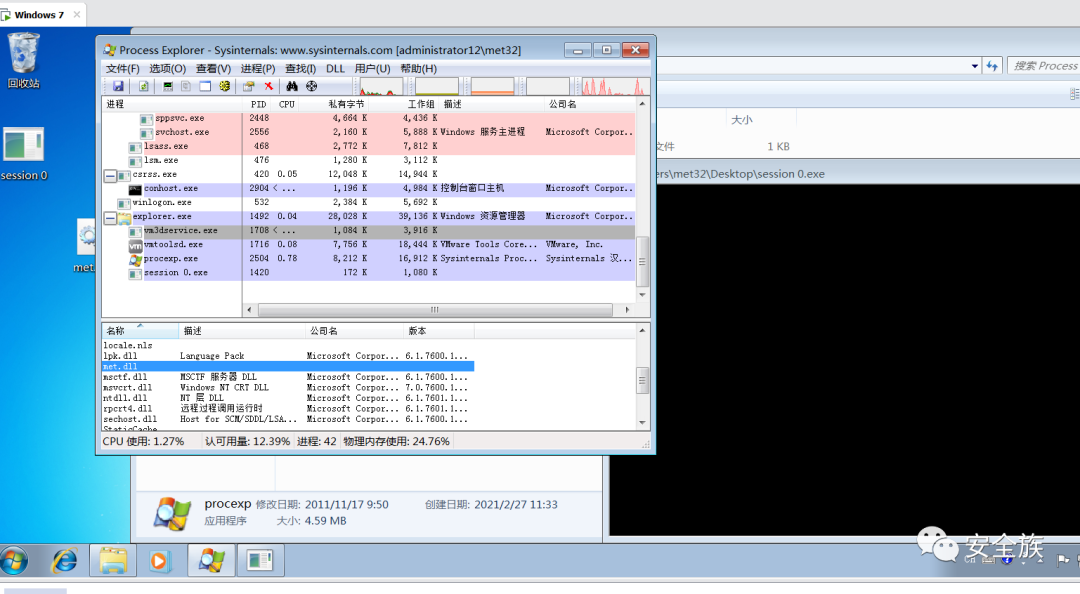 Windows 7
回收站
session 0
met
Process Explorer - Sysinternals: www.sysinternals.com [administrator12\met32]
文件(F) 选项(O) 查看(V) 进程(P) 查找(I) DLL 用户(U) 帮助(H)
进程 PID CPU 私有字节 工作组 描述 公司名
sppsvc.exe 2448 4,664 K 4,436 K
svchost.exe 2556 2,160 K 5,888 K Windows 服务主进程 Microsoft Corpor..
lsass.exe 468 2,772 K 7,812 K
lsm.exe 476 1,280 K 3,112 K
csrss.exe 420 0.05 12,048 K 14,944 K
conhost.exe 2904 < ... 1,196 K 4,984 K 控制台窗口主机 Microsoft Corpor..
winlogon.exe 532 2,384 K 5,692 K
explorer.exe 1492 0.04 28,028 K 39,136 K Windows 资源管理器 Microsoft Corpor..
vm3dservice.exe 1708 < ... 1,084 K 3,916 K
vmtoolsd.exe 1716 0.08 7,756 K 18,444 K VMware Tools Core... VMware, Inc.
procexp.exe 2504 0.78 8,212 K 16,912 K Sysinternals Proc... Sysinternals 汉...
session 0.exe 1420 172 K 1,080 K
名称 描述 公司名 版本
locale.nls
lpk.dll Language Pack Microsoft Corpor... 6.1.7600.1...
met.dll
msctf.dll MSCTF 服务器 DLL Microsoft Corpor... 6.1.7600.1...
msvcrt.dll Windows NT CRT DLL Microsoft Corpor... 7.0.7600.1...
ntdll.dll NT 层 DLL Microsoft Corpor... 6.1.7601.1...
rpcrt4.dll 远程过程调用运行时 Microsoft Corpor... 6.1.7601.1...
sechost.dll Host for SCM/SDDL/LSA... Microsoft Corpor... 6.1.7600.1...
StaticCache
CPU 使用: 1.27% 认可用量: 12.39% 进程: 42 物理内存使用: 24.76%
搜索 Process
大小
文件 1 KB
ers\met32\Desktop\session 0.exe
procexp 修改日期: 2011/11/17 9:50 创建日期: 2021/2/27 11:33
应用程序 大小: 4.59 MB
安全族
CH